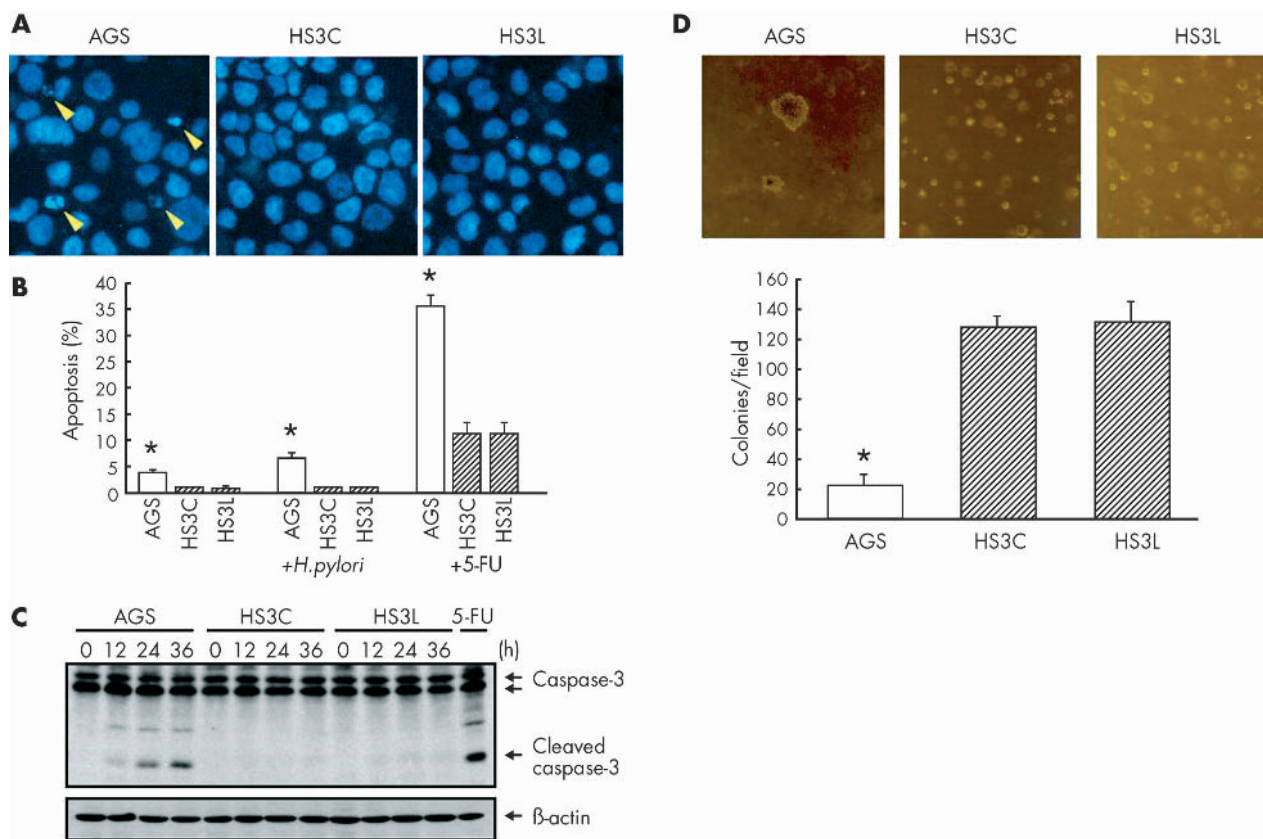 A
AGS HS3C HS3L
B
*
*
*
Apoptosis (%)
40
35
30
25
20
15
10
5
0
AGS HS3C HS3L AGS HS3C HS3L AGS HS3C HS3L
+H.pylori +5-FU
C
AGS HS3C HS3L 5-FU
0 12 24 36 0 12 24 36 0 12 24 36 (h)
Caspase-3
Cleaved
caspase-3
β-actin
D
AGS HS3C HS3L
Colonies/field
160
140
120
100
80
60
40
20
0
*
AGS HS3C HS3L